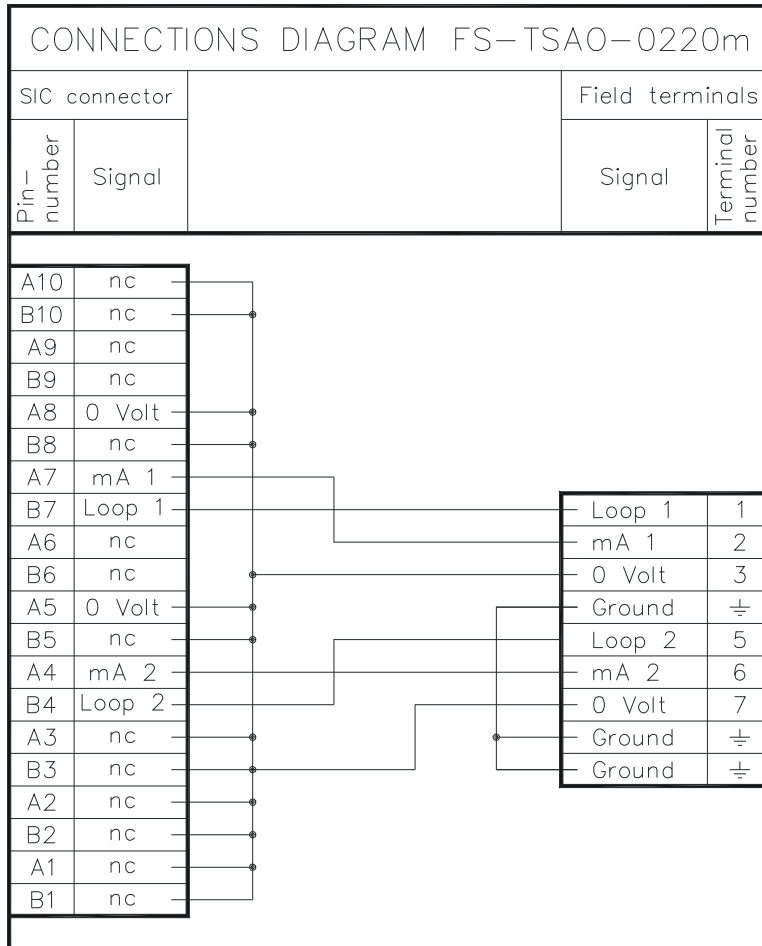 CONNECTIONS DIAGRAM FS-TSAO-0220m
SIC connector
Field terminals
Pin-
number
Signal
Signal
Terminal
number
A10 nc
B10 nc
A9 nc
B9 nc
A8 0 Volt
B8 nc
A7 mA 1
B7 Loop 1
A6 nc
B6 nc
A5 0 Volt
B5 nc
A4 mA 2
B4 Loop 2
A3 nc
B3 nc
A2 nc
B2 nc
A1 nc
B1 nc
Loop 1 1
mA 1 2
0 Volt 3
Ground ⏚
Loop 2 5
mA 2 6
0 Volt 7
Ground ⏚
Ground ⏚